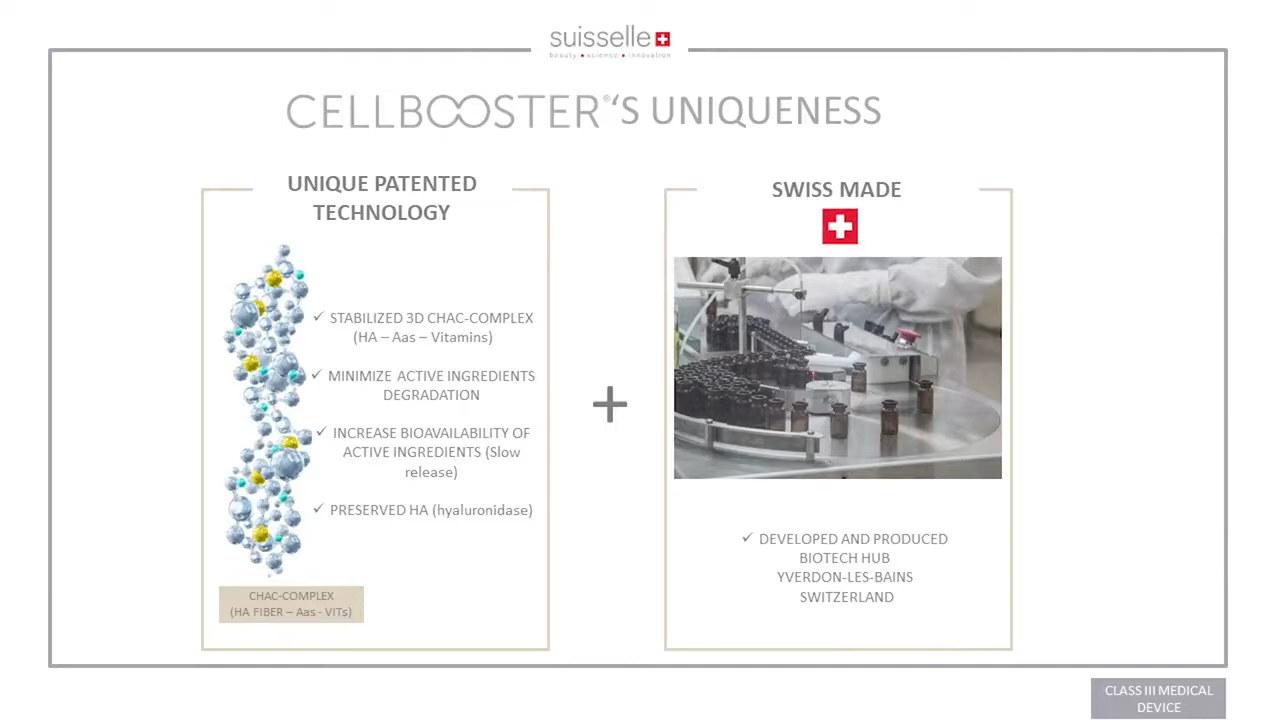 suisselle
beauty • science • innovation
CELLBOOSTER®‘S UNIQUENESS
UNIQUE PATENTED
TECHNOLOGY
✓ STABILIZED 3D CHAC-COMPLEX
(HA – Aas – Vitamins)
✓ MINIMIZE ACTIVE INGREDIENTS
DEGRADATION
✓ INCREASE BIOAVAILABILITY OF
ACTIVE INGREDIENTS (Slow
release)
✓ PRESERVED HA (hyaluronidase)
CHAC-COMPLEX
(HA FIBER – Aas - VITs)
+
SWISS MADE
✓ DEVELOPED AND PRODUCED
BIOTECH HUB
YVERDON-LES-BAINS
SWITZERLAND
CLASS III MEDICAL
DEVICE